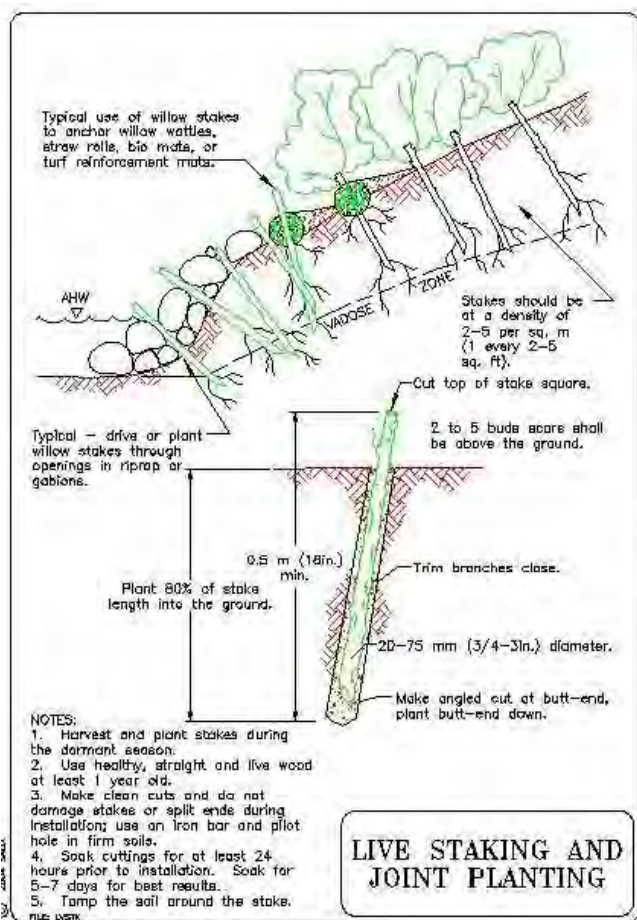 Typical use of willow stakes
to anchor willow wattles,
straw rolls, bio mats, or
turf reinforcement mats.
AHW
VADOSE ZONE
Stakes should be
at a density of
2-5 per sq. m
(1 every 2-5
sq. ft).
Typical - drive or plant
willow stakes through
openings in riprap or
gabions.
Cut top of stake square.
2 to 5 buds scars shall
be above the ground.
0.5 m (18in.)
min.
Plant 80% of stake
length into the ground.
Trim branches close.
20-75 mm (3/4-3in.) diameter.
Make angled cut at butt-end,
plant butt-end down.
NOTES:
1. Harvest and plant stakes during
the dormant season.
2. Use healthy, straight and live wood
at least 1 year old.
3. Make clean cuts and do not
damage stakes or split ends during
installation; use an iron bar and pilot
hole in firm soils.
4. Soak cuttings for at least 24
hours prior to installation. Soak for
5-7 days for best results.
5. Tamp the soil around the stake.
LIVE STAKING AND
JOINT PLANTING